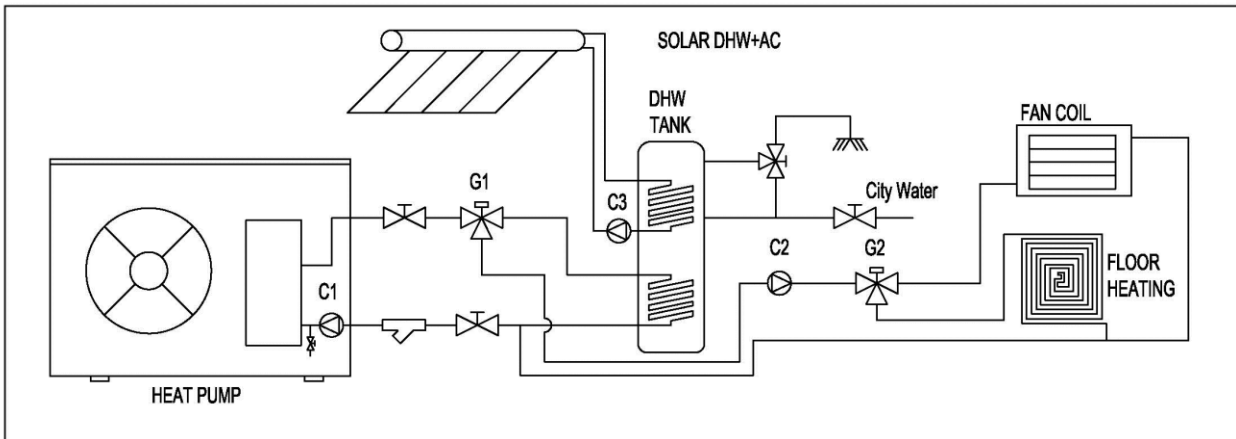 SOLAR DHW+AC
DHW
TANK
FAN COIL
G1
C3
City Water
C2
G2
FLOOR
HEATING
C1
HEAT PUMP